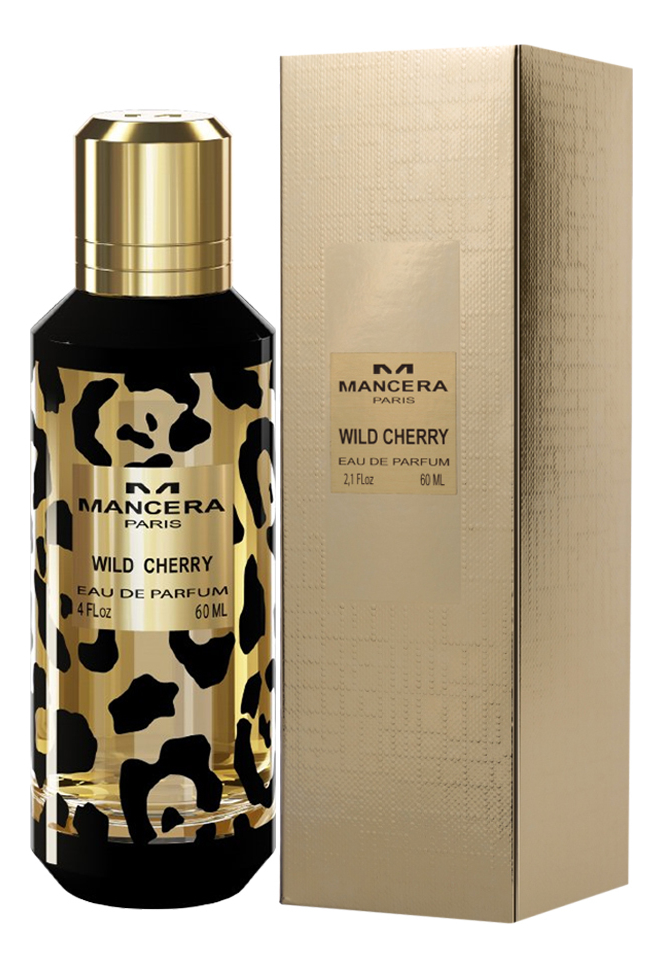 MANCERA
PARIS
WILD CHERRY
EAU DE PARFUM
4 FLoz 60 ML
MANCERA
PARIS
WILD CHERRY
EAU DE PARFUM
2,1 FLoz 60 ML